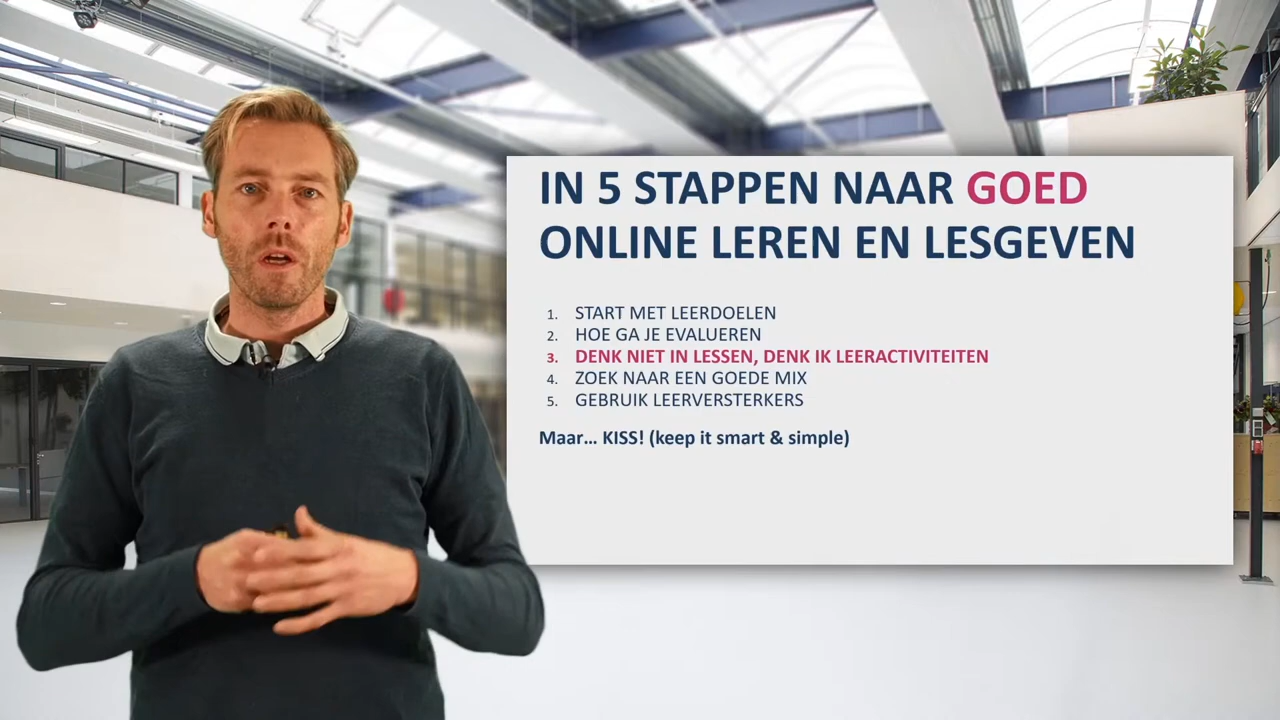 IN 5 STAPPEN NAAR GOED
ONLINE LEREN EN LESGEVEN
1. START MET LEERDOELEN
2. HOE GA JE EVALUEREN
3. DENK NIET IN LESSEN, DENK IK LEERACTIVITEITEN
4. ZOEK NAAR EEN GOEDE MIX
5. GEBRUIK LEERVERSTERKERS
Maar... KISS! (keep it smart & simple)